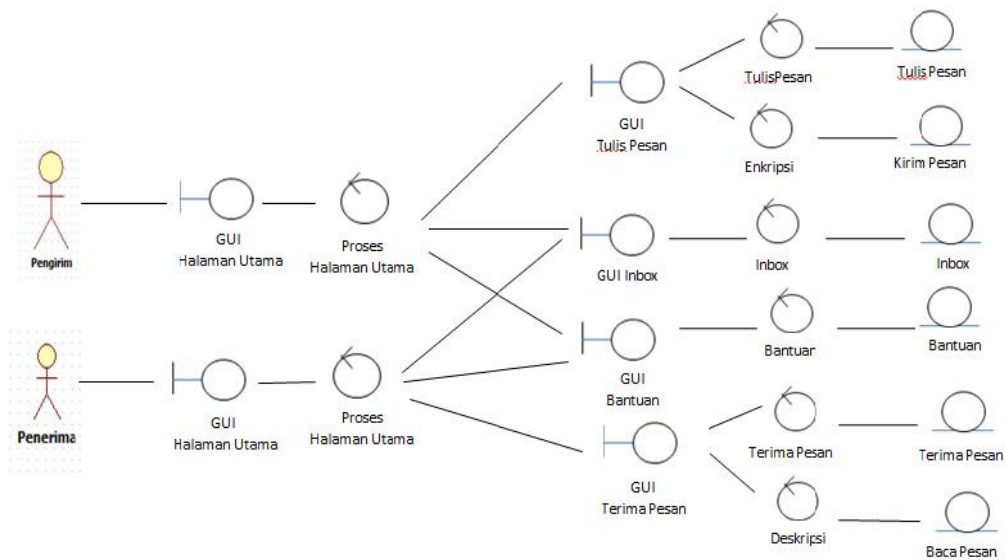 TulisPesan
Tulis Pesan
GUI
Tulis Pesan
Enkripsi
Kirim Pesan
Pengirim
GUI
Halaman Utama
Proses
Halaman Utama
GUI Inbox
Inbox
Inbox
GUI
Bantuan
Bantuan
Bantuan
Penerima
GUI
Halaman Utama
Proses
Halaman Utama
GUI
Terima Pesan
Terima Pesan
Terima Pesan
Deskripsi
Baca Pesan